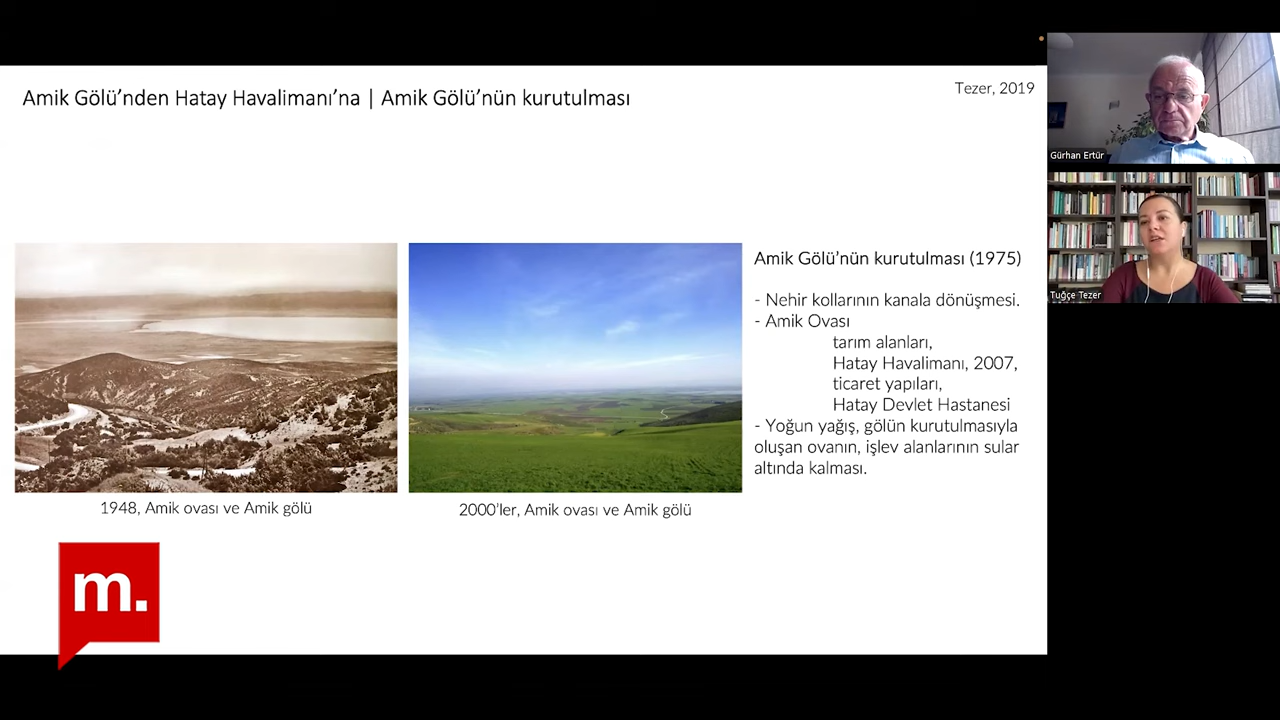 Amik Gölü’nden Hatay Havalimanı’na | Amik Gölü’nün kurutulması
Tezer, 2019
Gürhan Ertür
Tuğçe Tezer
Amik Gölü’nün kurutulması (1975)
- Nehir kollarının kanala dönüşmesi.
- Amik Ovası
tarım alanları,
Hatay Havalimanı, 2007,
ticaret yapıları,
Hatay Devlet Hastanesi
- Yoğun yağış, gölün kurutulmasıyla
oluşan ovanın, işlev alanlarının sular
altında kalması.
1948, Amik ovası ve Amik gölü
2000’ler, Amik ovası ve Amik gölü
m.